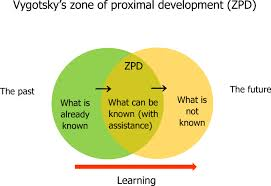 Vygotsky's zone of proximal development (ZPD)
ZPD
The past
The future
What is
already
known
What can be
known (with
assistance)
What is
not
known
Learning